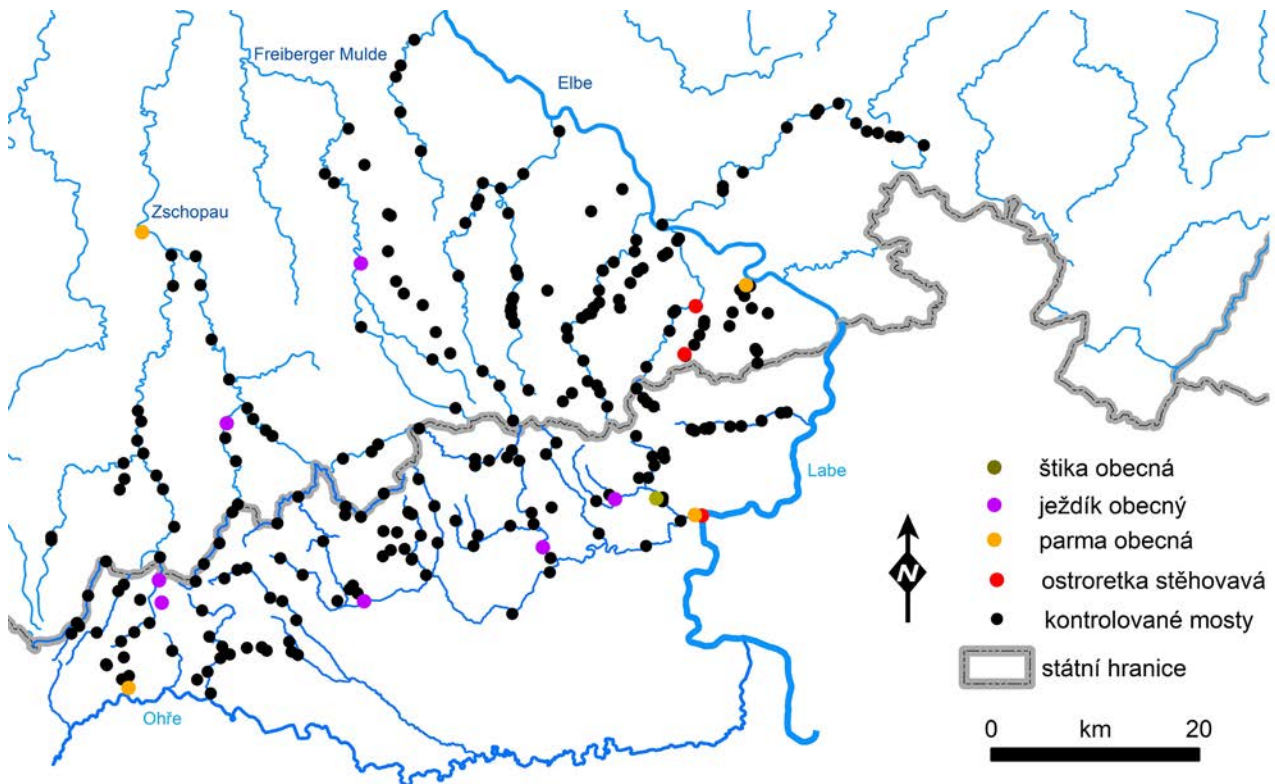 Freiberger Mulde
Elbe
Zschopau
Labe
Ohře
štika obecná
ježdík obecný
parma obecná
ostroretka stěhovavá
kontrolované mosty
státní hranice
N
0 km 20